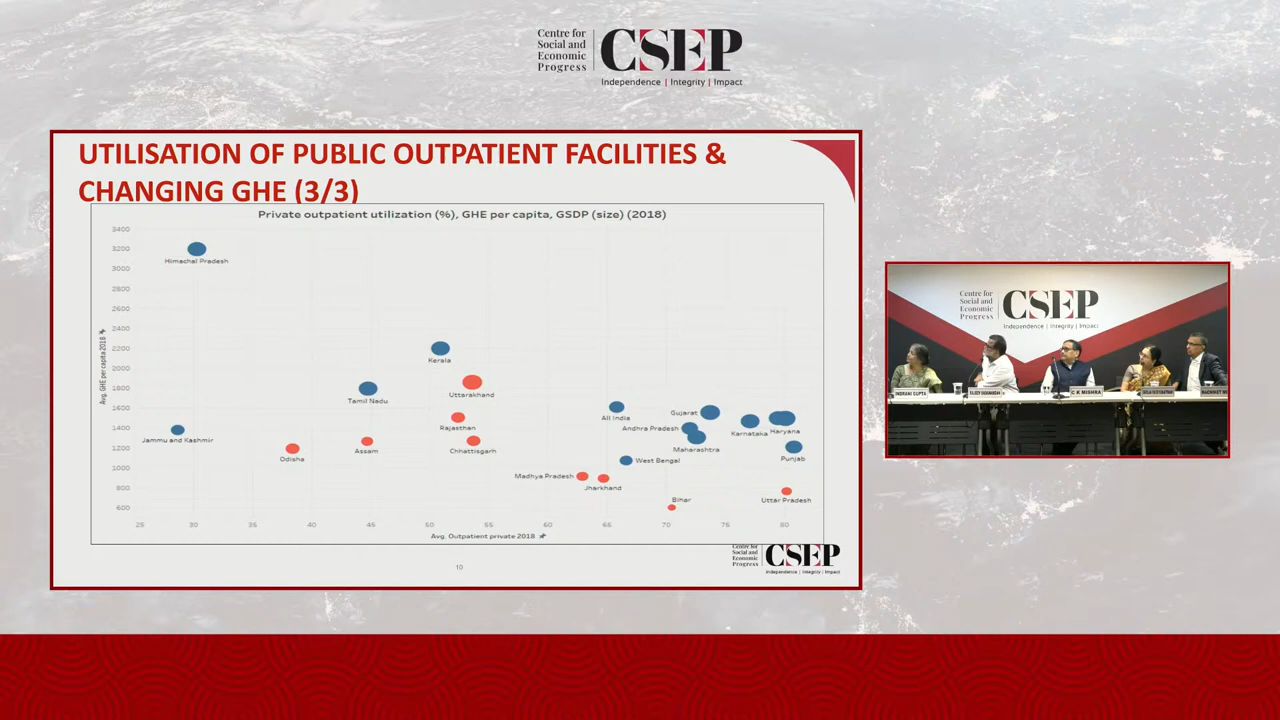 Centre for
Social and
Economic
Progress
CSEP
Independence | Integrity | Impact
UTILISATION OF PUBLIC OUTPATIENT FACILITIES &
CHANGING GHE (3/3)
Private outpatient utilization (%), GHE per capita, GSDP (size) (2018)
Avg. GHE per capita 2018
3400
3200
3000
2800
2600
2400
2200
2000
1800
1600
1400
1200
1000
800
600
Himachal Pradesh
Kerala
Uttarakhand
Tamil Nadu
Rajasthan
All India
Gujarat
Andhra Pradesh
Karnataka
Haryana
Jammu and Kashmir
Odisha
Assam
Chhattisgarh
Maharashtra
Punjab
West Bengal
Madhya Pradesh
Jharkhand
Bihar
Uttar Pradesh
25 30 35 40 45 50 55 60 65 70 75 80
Avg. Outpatient private 2018
10
Centre for
Social and
Economic
Progress
CSEP
Independence | Integrity | Impact
Centre for
Social and
Economic
Progress
CSEP
Independence | Integrity | Impact
INDRANI GUPTA
C.K MISHRA